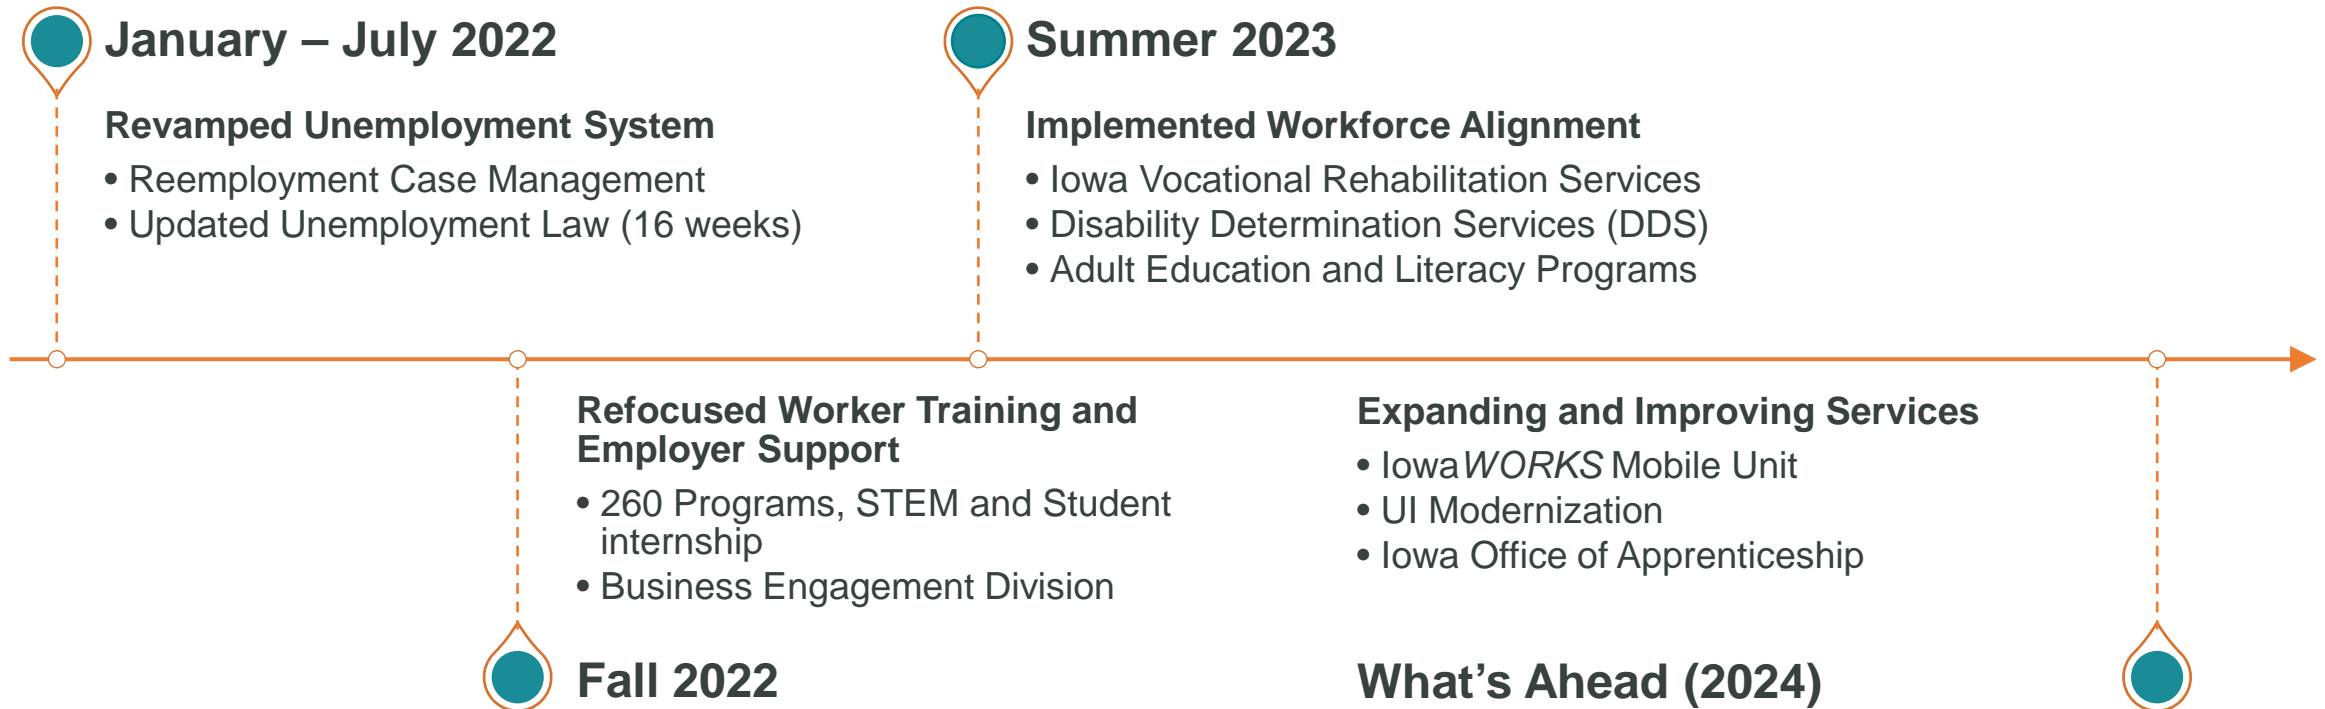 January – July 2022
Revamped Unemployment System
• Reemployment Case Management
• Updated Unemployment Law (16 weeks)
Summer 2023
Implemented Workforce Alignment
• Iowa Vocational Rehabilitation Services
• Disability Determination Services (DDS)
• Adult Education and Literacy Programs
Refocused Worker Training and
Employer Support
• 260 Programs, STEM and Student
internship
• Business Engagement Division
Fall 2022
Expanding and Improving Services
• IowaWORKS Mobile Unit
• UI Modernization
• Iowa Office of Apprenticeship
What’s Ahead (2024)